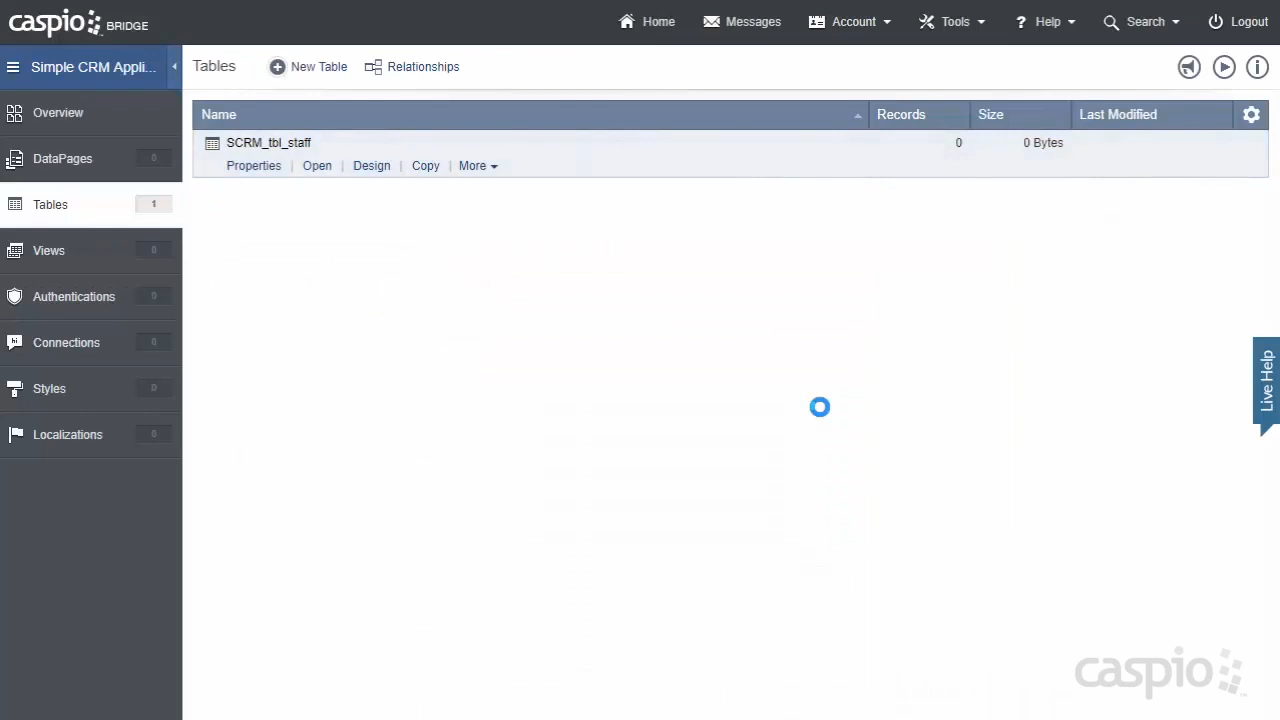 caspio BRIDGE
Home
Messages
Account
Tools
? Help
Search
Logout
Simple CRM Appli...
Tables
New Table
Relationships
Overview
DataPages 0
Tables 1
Views 0
Authentications 0
Connections 0
Styles 0
Localizations 0
Name
Records
Size
Last Modified
SCRM_tbl_staff
0
0 Bytes
Properties | Open | Design | Copy | More
Live Help
caspio